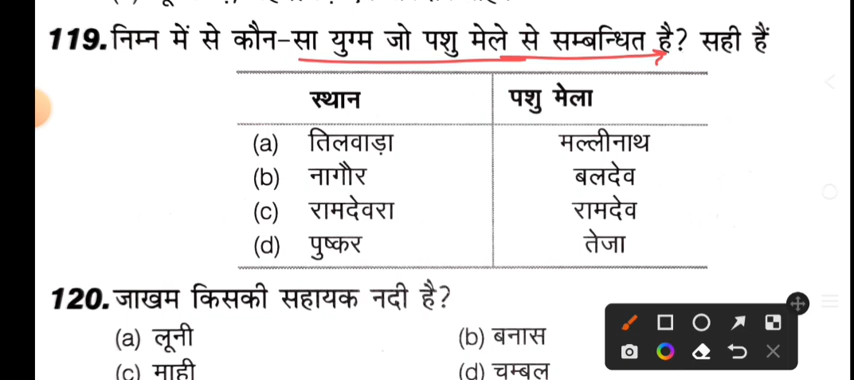 119. निम्न में से कौन-सा युग्म जो पशु मेले से सम्बन्धित है? सही हैं
स्थान पशु मेला
(a) तिलवाड़ा मल्लीनाथ
(b) नागौर बलदेव
(c) रामदेवरा रामदेव
(d) पुष्कर तेजा
120. जाखम किसकी सहायक नदी है?
(a) लूनी (b) बनास
(c) माही (d) चम्बल